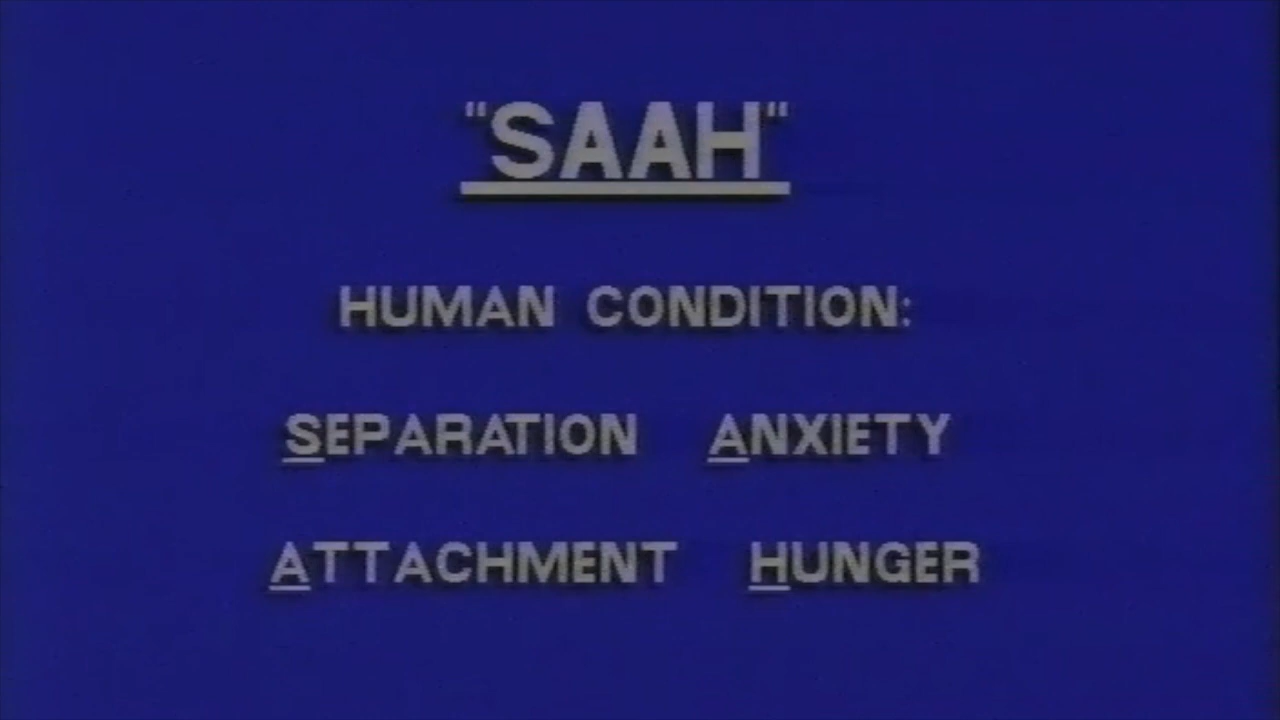 "SAAH"
HUMAN CONDITION:
SEPARATION ANXIETY
ATTACHMENT HUNGER